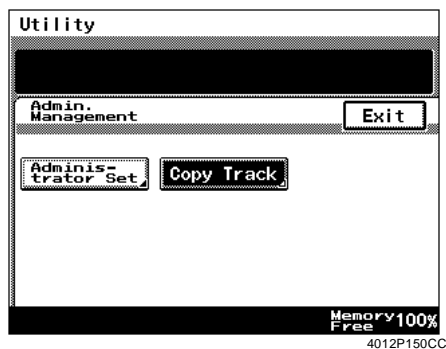 Utility
Admin.
Management
Exit
Adminis-
trator Set
Copy Track
Memory
Free 100%
4012P150CC